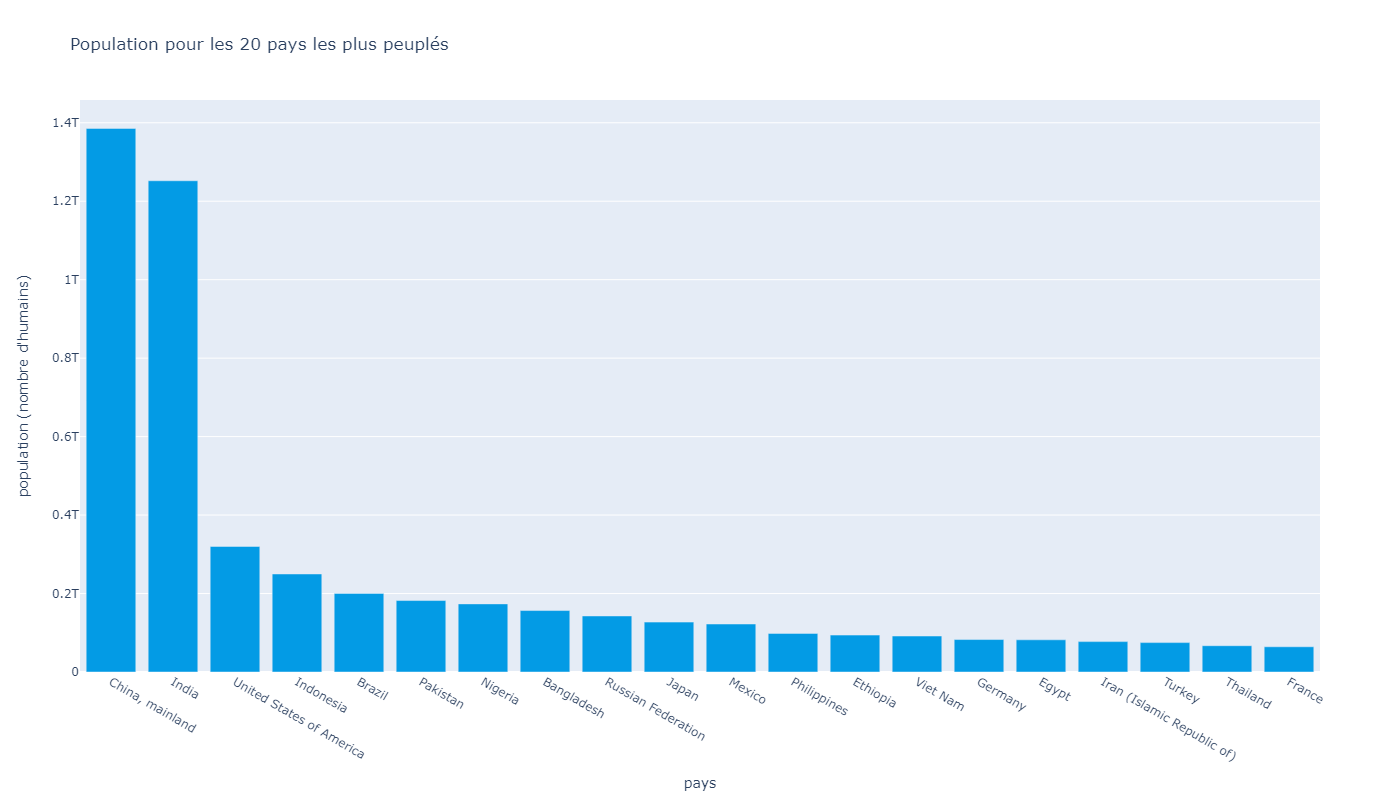 Population pour les 20 pays les plus peuplés
population (nombre d'humains)
1.4T
1.2T
1T
0.8T
0.6T
0.4T
0.2T
0
China, mainland
India
United States of America
Indonesia
Brazil
Pakistan
Nigeria
Bangladesh
Russian Federation
Japan
Mexico
Philippines
Ethiopia
Viet Nam
Germany
Egypt
Iran (Islamic Republic of)
Turkey
Thailand
France
pays